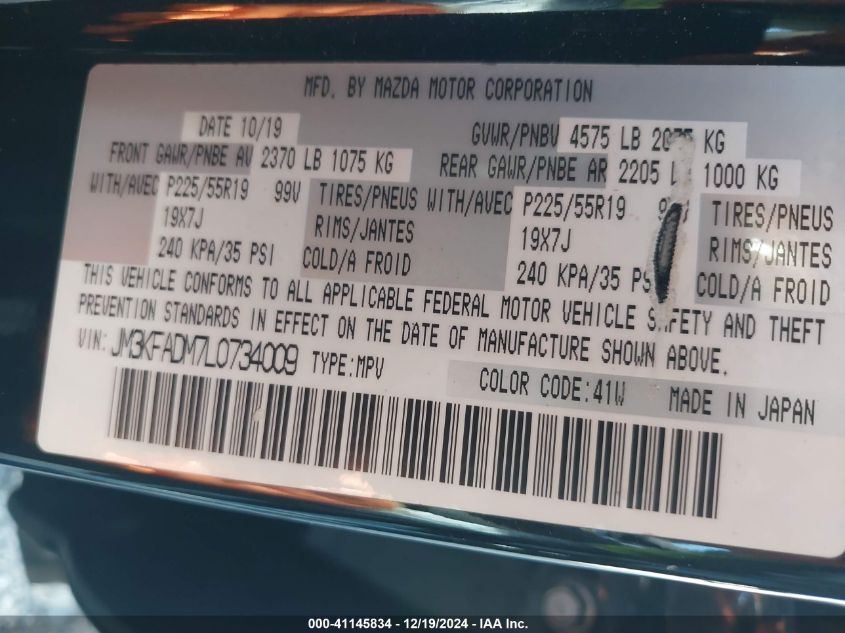 MFD. BY MAZDA MOTOR CORPORATION
DATE 10/19 GVWR/PNBV 4575 LB KG
FRONT GAWR/PNBE AV 2370 LB 1075 KG REAR GAWR/PNBE AR 2205 1000 KG
WITH/AVEC P225/55R19 99V TIRES/PNEUS WITH/AVEC P225/55R19 TIRES/PNEUS
19X7J RIMS/JANTES 19X7J RIMS/JANTES
240 KPA/35 PSI COLD/A FROID 240 KPA/35 COLD/A FROID
THIS VEHICLE CONFORMS TO ALL APPLICABLE FEDERAL MOTOR VEHICLE SAFETY AND THEFT
PREVENTION STANDARDS IN EFFECT ON THE DATE OF MANUFACTURE SHOWN ABOVE.
VIN: JM3KFADM7L0734009 TYPE:MPV
COLOR CODE:41W MADE IN JAPAN
000-41145834 - 12/19/2024 - IAA Inc.